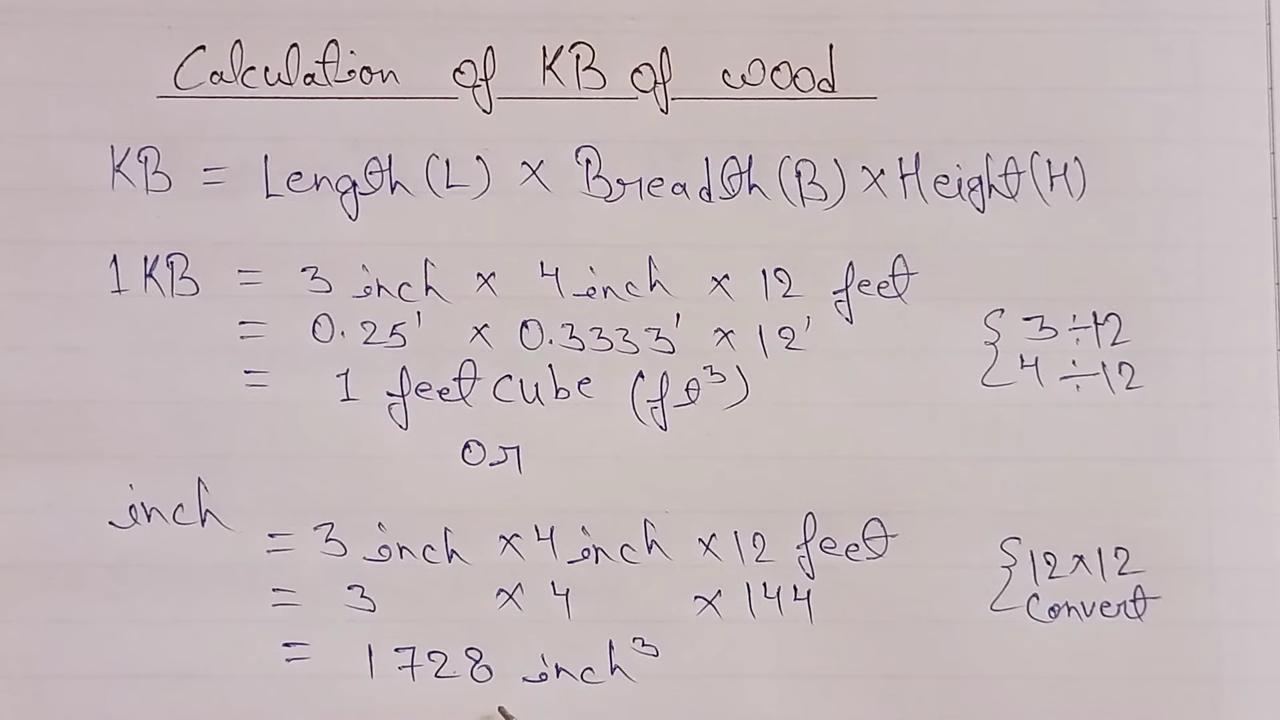 Calculation of KB of wood
KB = Length (L) × Breadth (B) × Height (H)
1 KB = 3 inch × 4 inch × 12 feet
= 0.25' × 0.3333' × 12'
{ 3 ÷ 12
4 ÷ 12
= 1 feet cube (ft³)
or
inch
= 3 inch × 4 inch × 12 feet
= 3 × 4 × 144
{ 12 × 12
Convert
= 1728 inch³